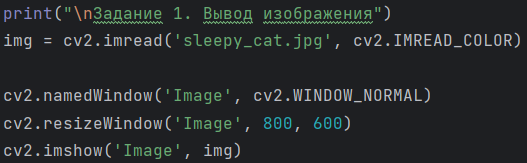 print("\nЗадание 1. Вывод изображения")
img = cv2.imread('sleepy_cat.jpg', cv2.IMREAD_COLOR)
cv2.namedWindow('Image', cv2.WINDOW_NORMAL)
cv2.resizeWindow('Image', 800, 600)
cv2.imshow('Image', img)